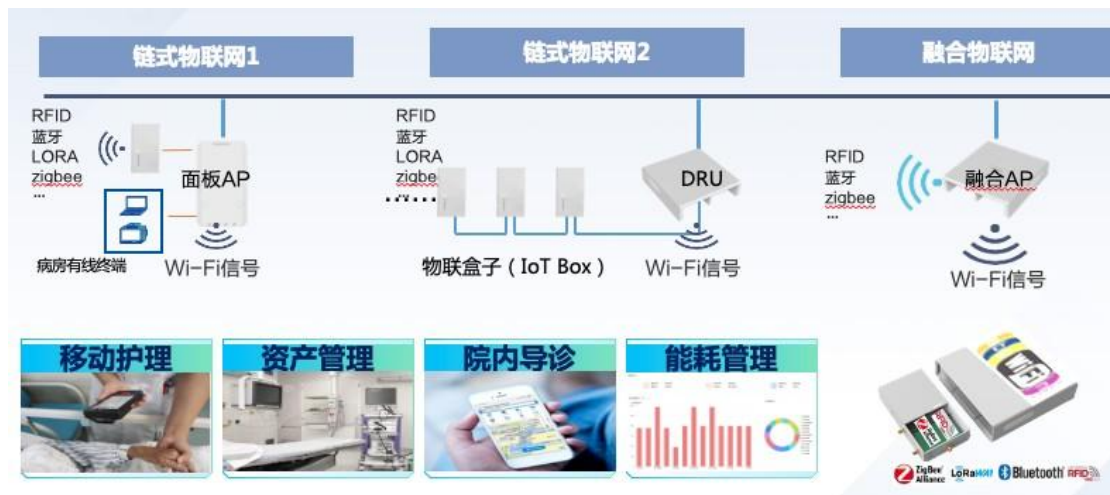 链式物联网1
链式物联网2
融合物联网
RFID
蓝牙
LORA
zigbee
...
面板AP
病房有线终端
Wi-Fi信号
RFID
蓝牙
LORA
zigbe
......
DRU
物联盒子（IoT Box）
Wi-Fi信号
RFID
蓝牙
zigbee
...
融合AP
Wi-Fi信号
移动护理
资产管理
院内导诊
能耗管理
ZigBee Alliance
LoRaWAN
Bluetooth
RFID